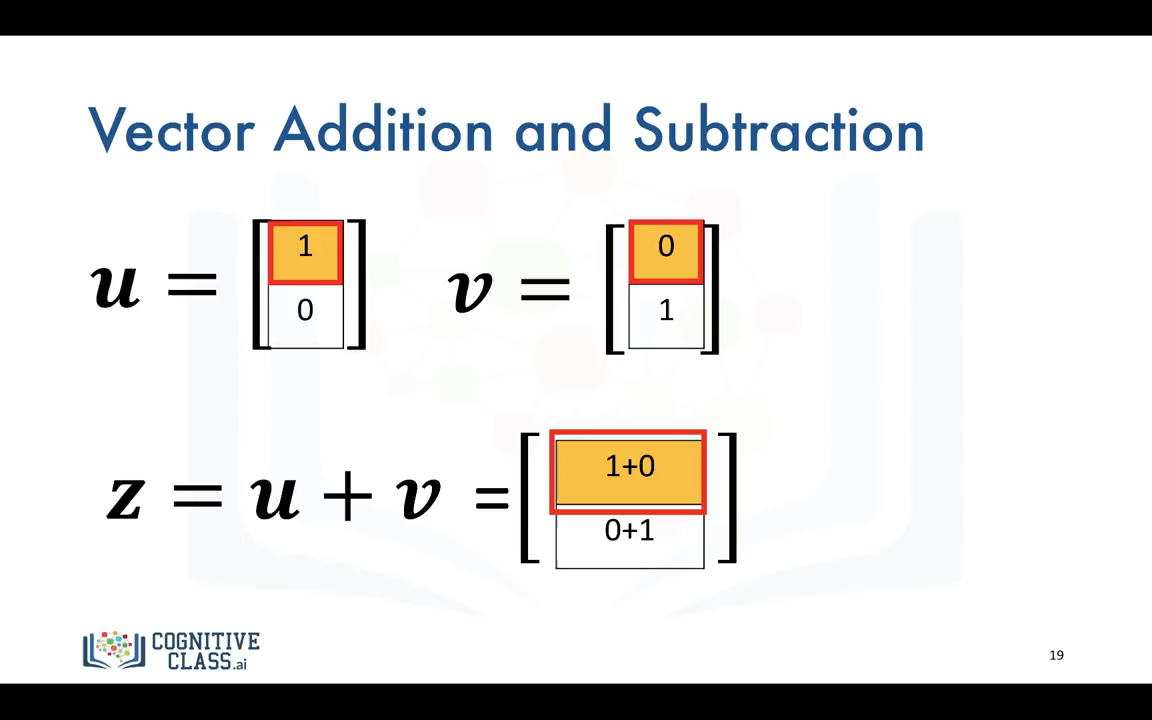 Vector Addition and Subtraction
u = [ 1 v = [ 0
0 ] 1 ]
z = u + v = [ 1+0
0+1 ]
COGNITIVE
CLASS.ai
19